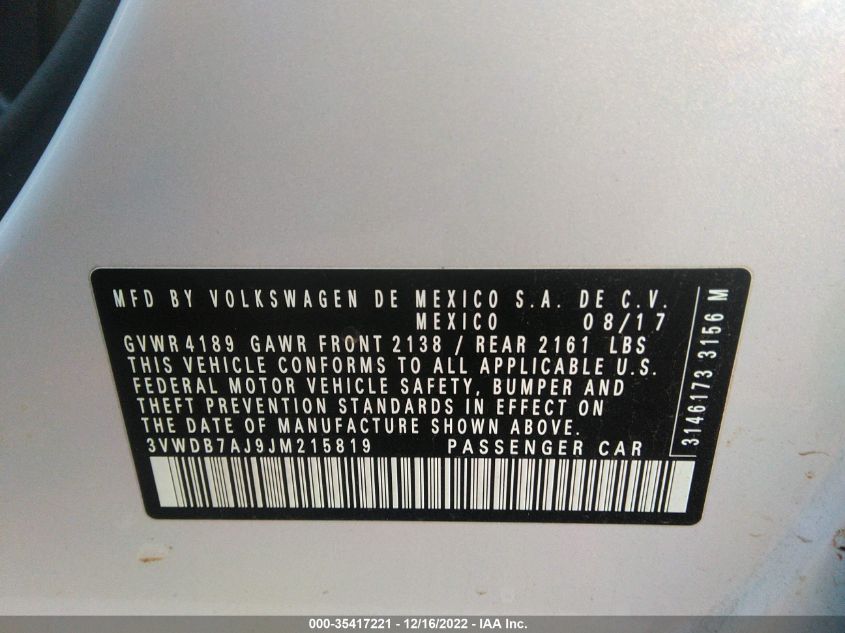 MFD BY VOLKSWAGEN DE MEXICO S.A. DE C.V.
MEXICO 08/17
GVWR 4189 GAWR FRONT 2138 / REAR 2161 LBS
THIS VEHICLE CONFORMS TO ALL APPLICABLE U.S.
FEDERAL MOTOR VEHICLE SAFETY, BUMPER AND
THEFT PREVENTION STANDARDS IN EFFECT ON
THE DATE OF MANUFACTURE SHOWN ABOVE.
3VWDB7AJ9JM215819 PASSENGER CAR
3146173 3156 M
000-35417221 - 12/16/2022 - IAA Inc.